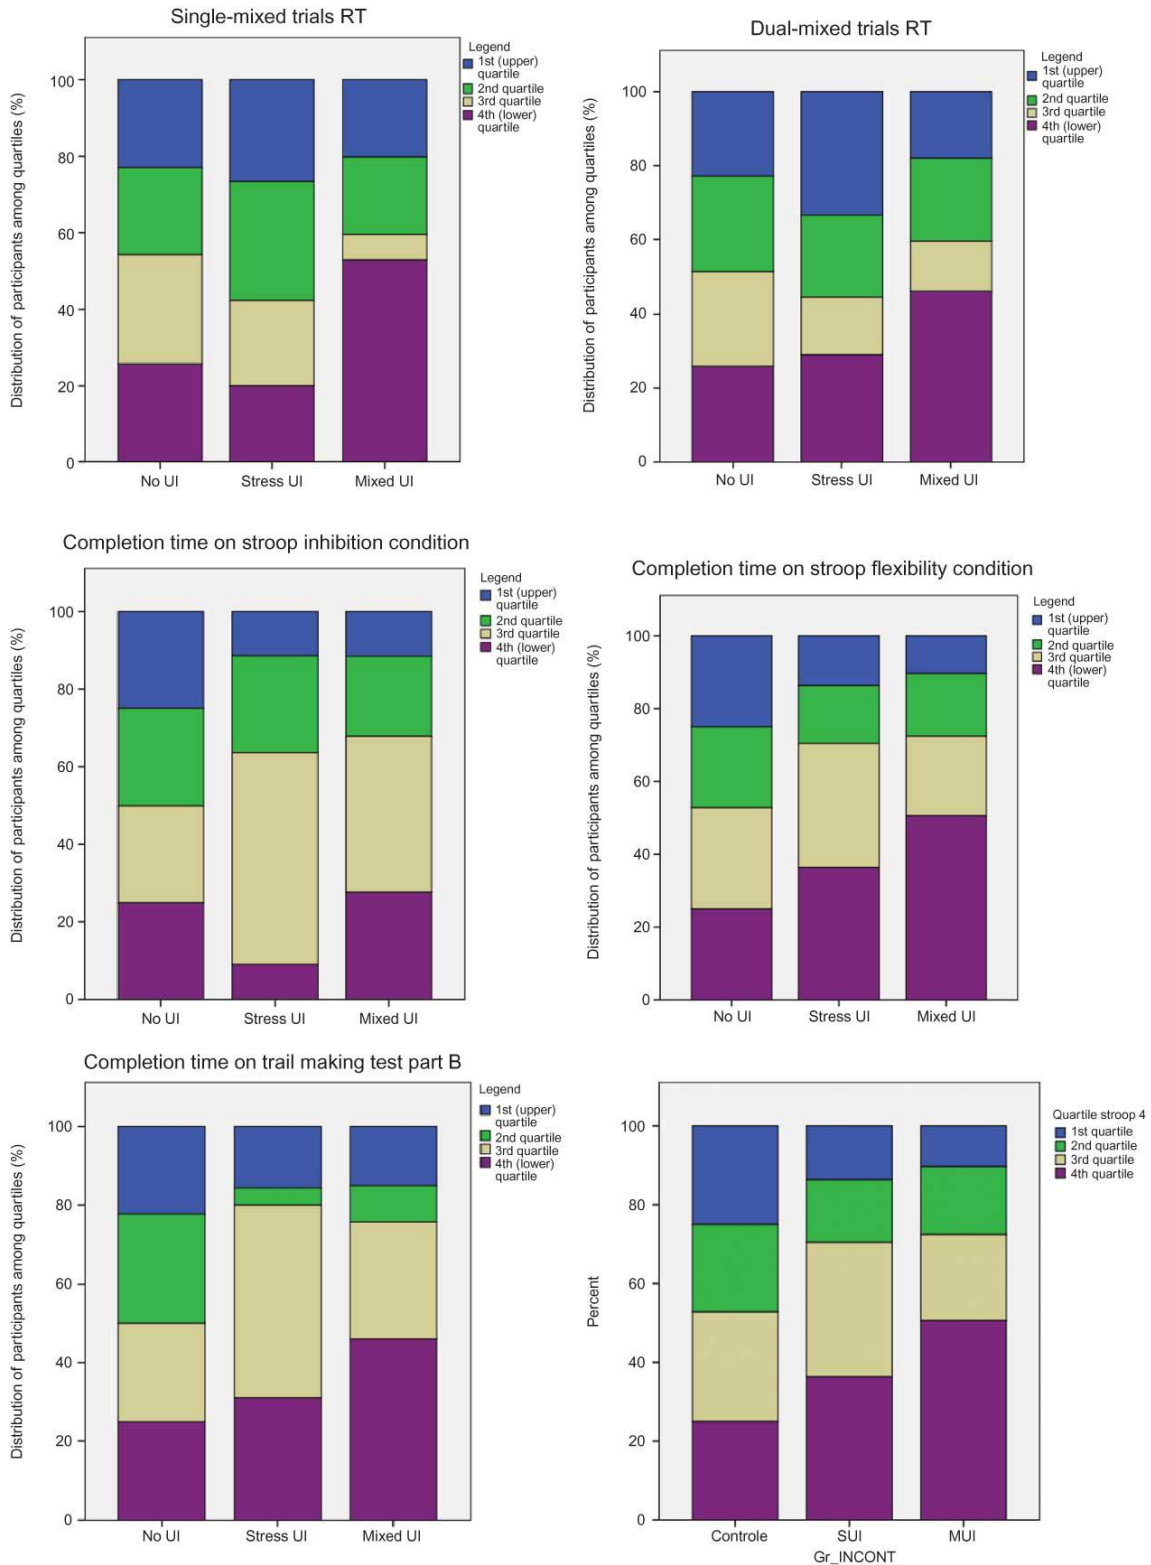 Single-mixed trials RT
Distribution of participants among quartiles (%)
100
80
60
40
20
0
No UI Stress UI Mixed UI
Legend
1st (upper)
quartile
2nd quartile
3rd quartile
4th (lower)
quartile
Dual-mixed trials RT
Distribution of participants among quartiles (%)
100
80
60
40
20
0
No UI Stress UI Mixed UI
Legend
1st (upper)
quartile
2nd quartile
3rd quartile
4th (lower)
quartile
Completion time on stroop inhibition condition
Distribution of participants among quartiles (%)
100
80
60
40
20
0
No UI Stress UI Mixed UI
Legend
1st (upper)
quartile
2nd quartile
3rd quartile
4th (lower)
quartile
Completion time on stroop flexibility condition
Distribution of participants among quartiles (%)
100
80
60
40
20
0
No UI Stress UI Mixed UI
Legend
1st (upper)
quartile
2nd quartile
3rd quartile
4th (lower)
quartile
Completion time on trail making test part B
Distribution of participants among quartiles (%)
100
80
60
40
20
0
No UI Stress UI Mixed UI
Legend
1st (upper)
quartile
2nd quartile
3rd quartile
4th (lower)
quartile
Percent
100
80
60
40
20
0
Controle SUI MUI
Gr_INCONT
Quartile stroop 4
1st quartile
2nd quartile
3rd quartile
4th quartile